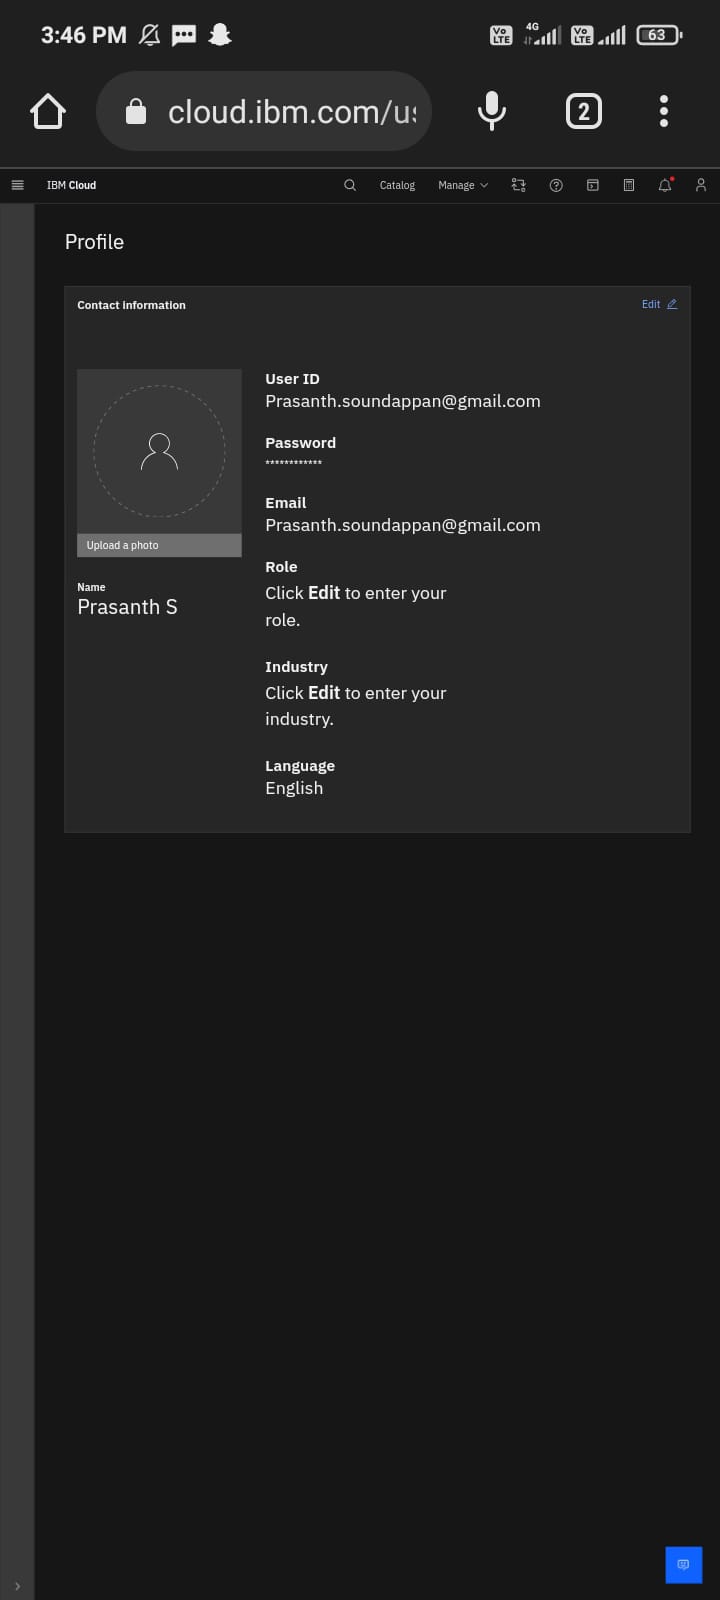 3:46 PM
Vo LTE 4G Vo LTE 63
cloud.ibm.com/us
2
IBM Cloud Catalog Manage
Profile
Contact information Edit
Upload a photo
Name
Prasanth S
User ID
Prasanth.soundappan@gmail.com
Password
************
Email
Prasanth.soundappan@gmail.com
Role
Click Edit to enter your
role.
Industry
Click Edit to enter your
industry.
Language
English